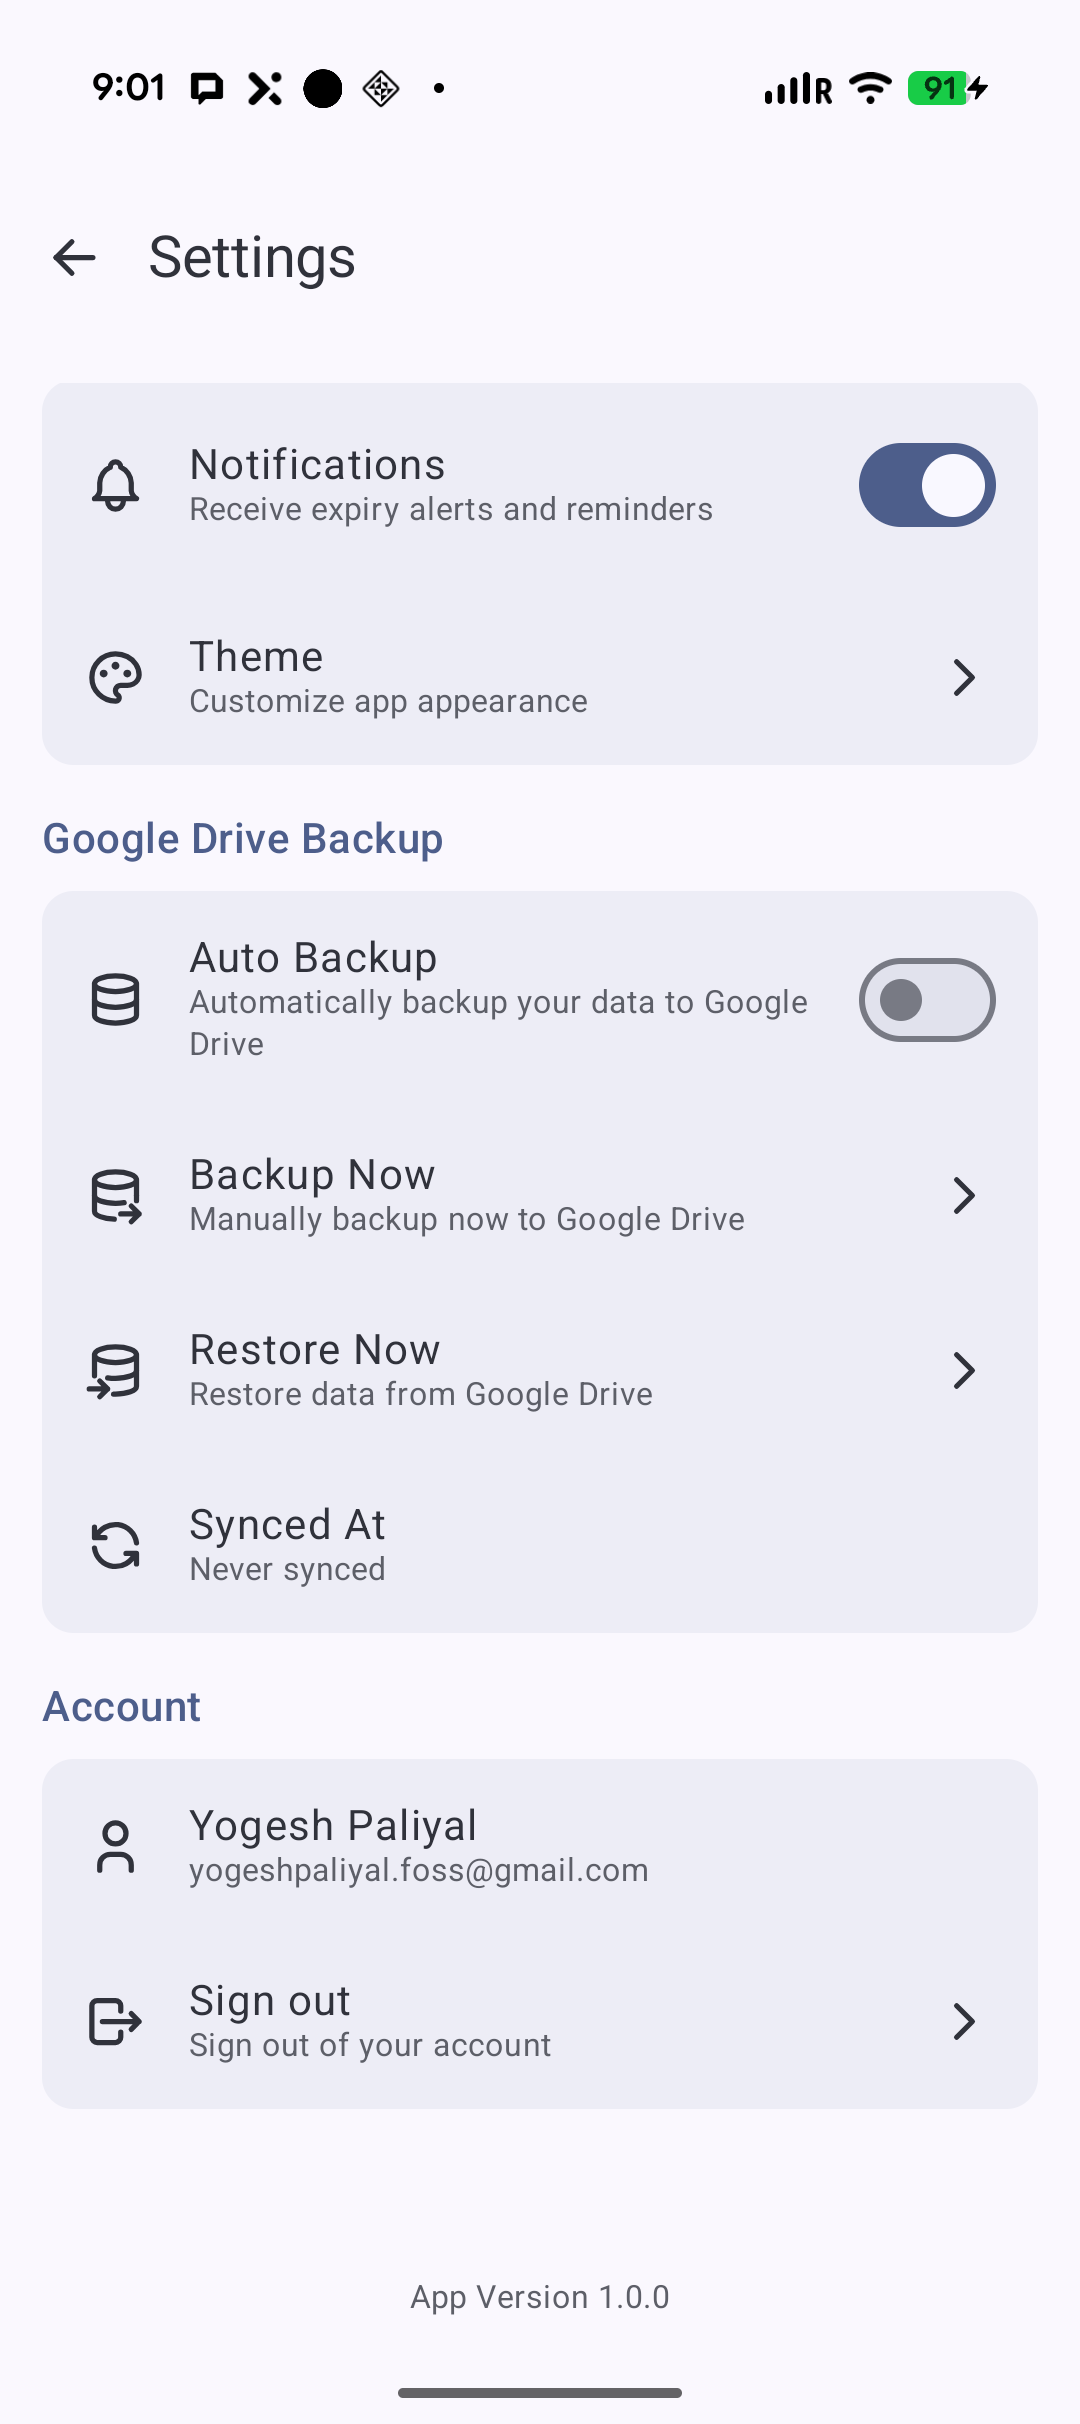 9:01
R
91
Settings
Notifications
Receive expiry alerts and reminders
Theme
Customize app appearance
Google Drive Backup
Auto Backup
Automatically backup your data to Google
Drive
Backup Now
Manually backup now to Google Drive
Restore Now
Restore data from Google Drive
Synced At
Never synced
Account
Yogesh Paliyal
yogeshpaliyal.foss@gmail.com
Sign out
Sign out of your account
App Version 1.0.0